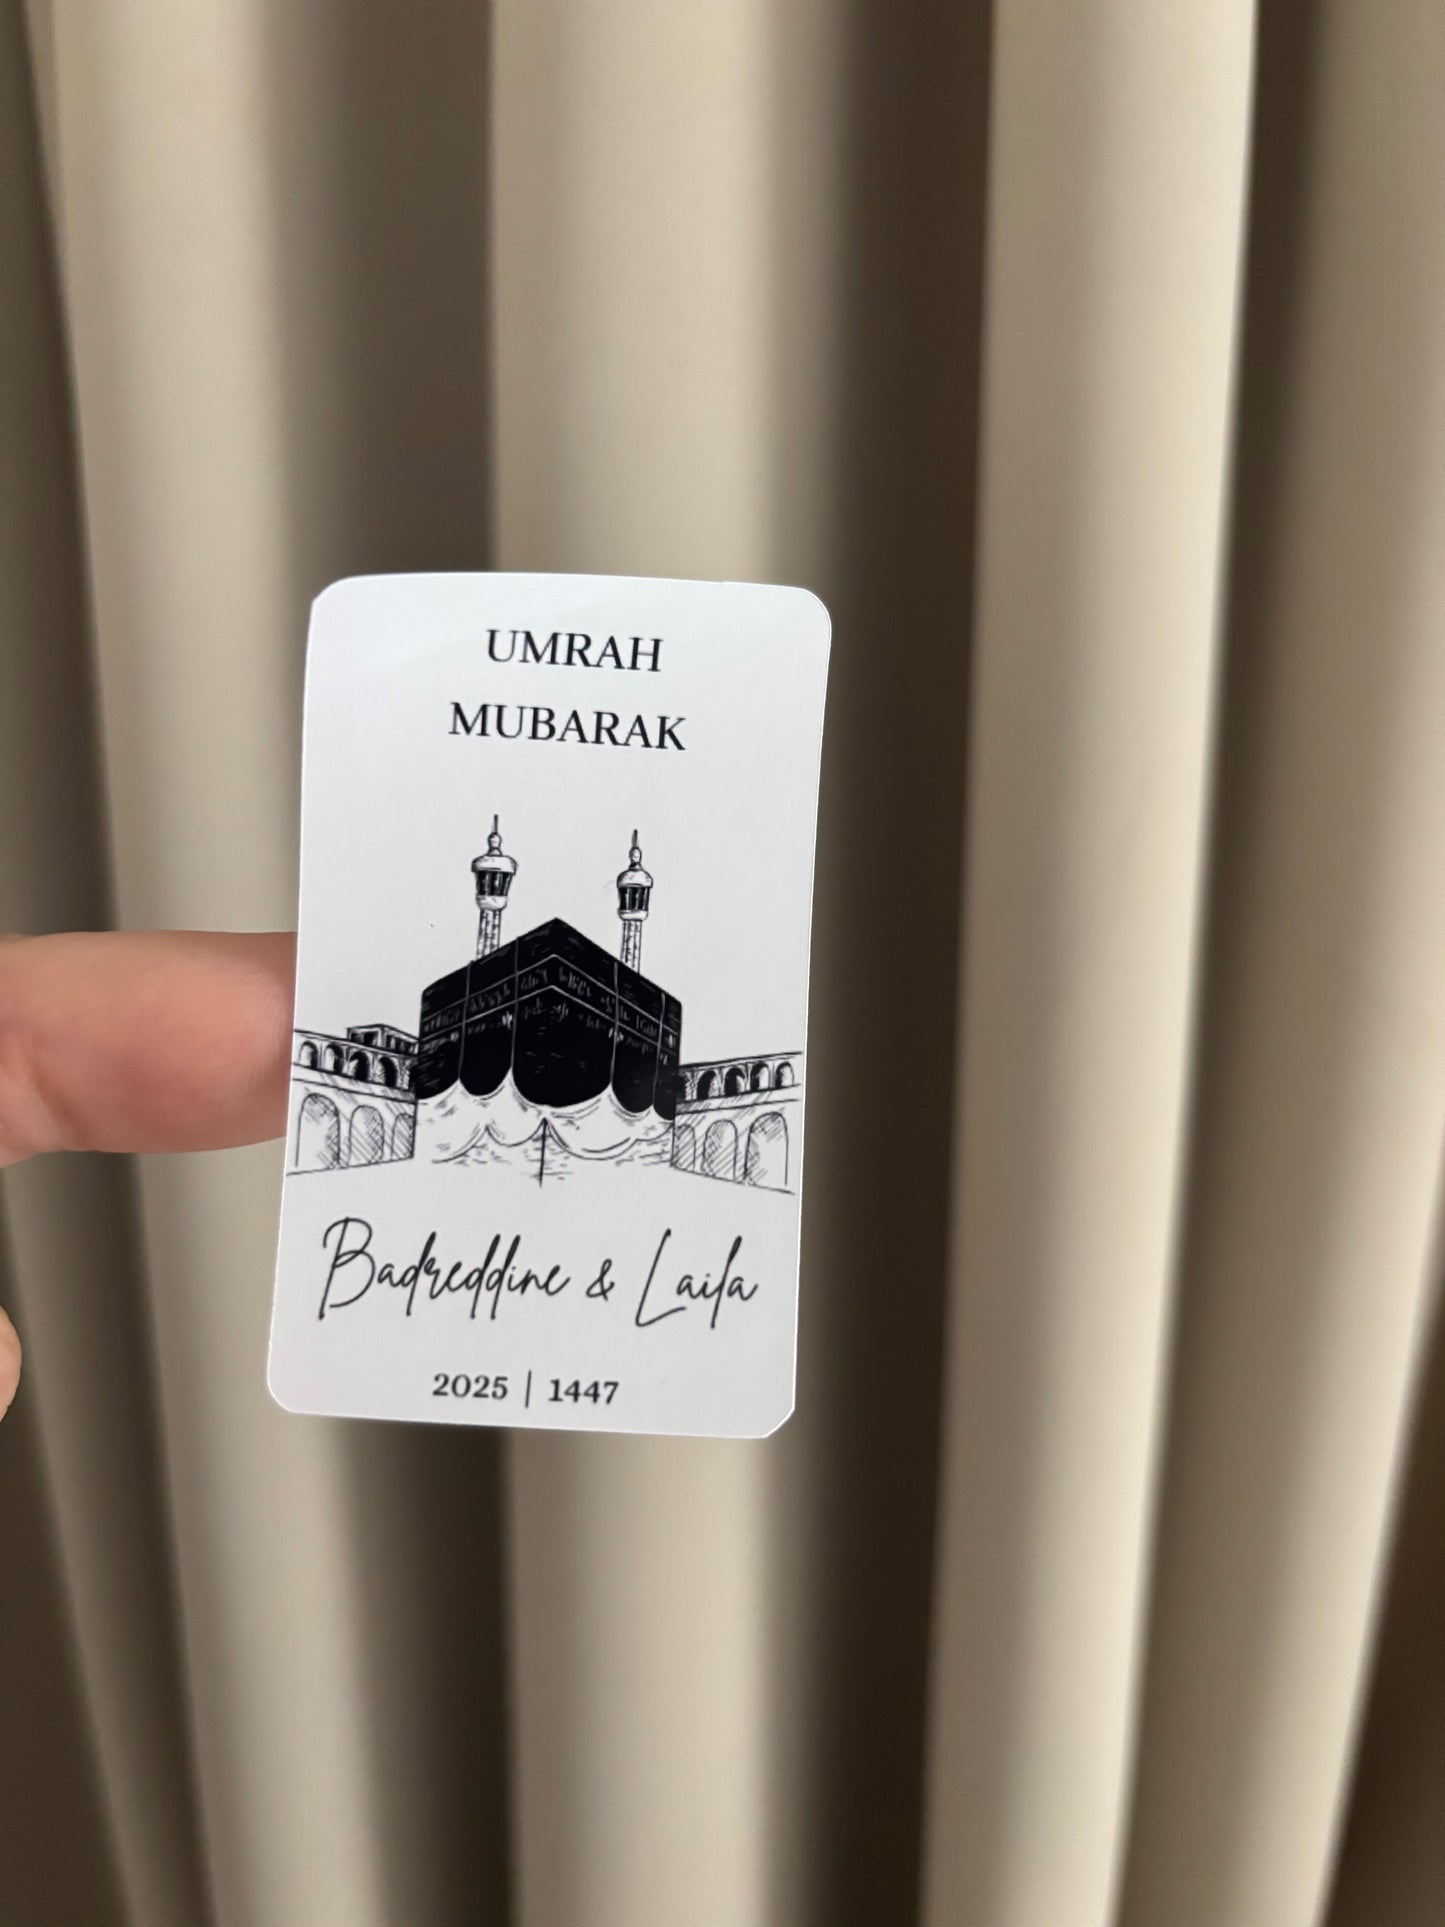 UMRAH
MUBARAK
Badreddine & Laila
2025 | 1447